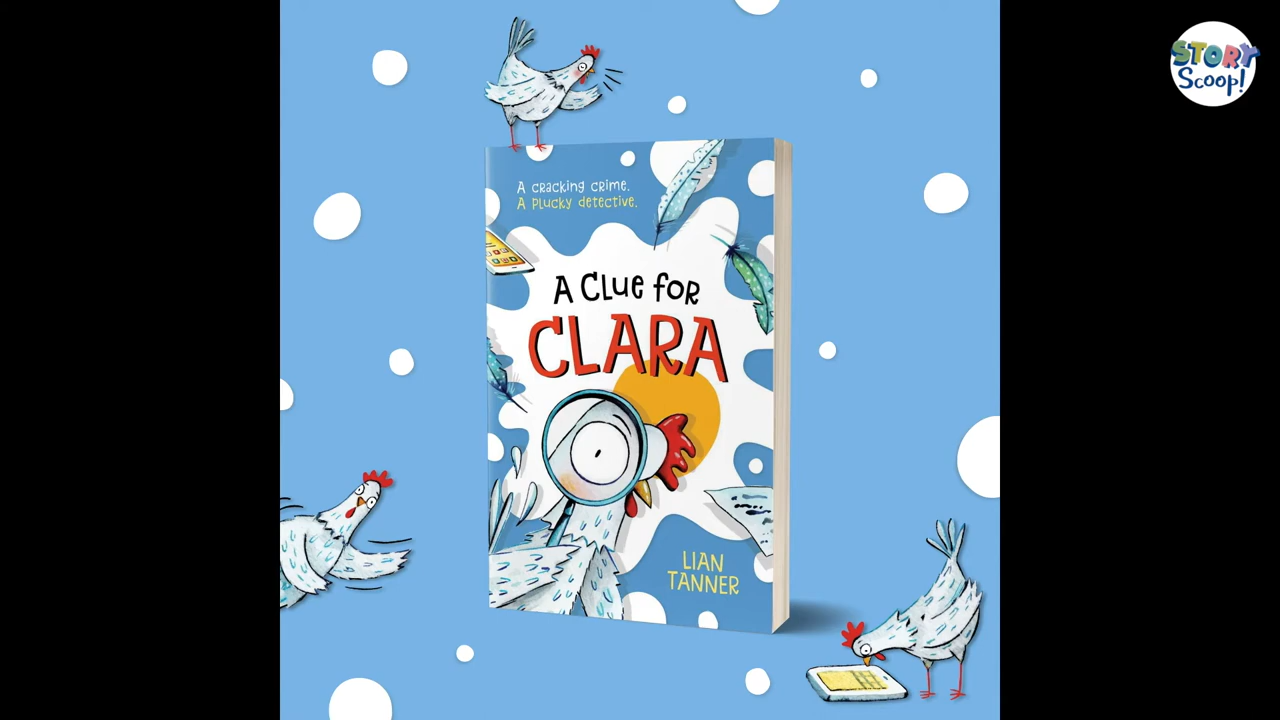 STORY
Scoop!
A cracking crime.
A plucky detective.
A CLUE FOR
CLARA
LIAN
TANNER